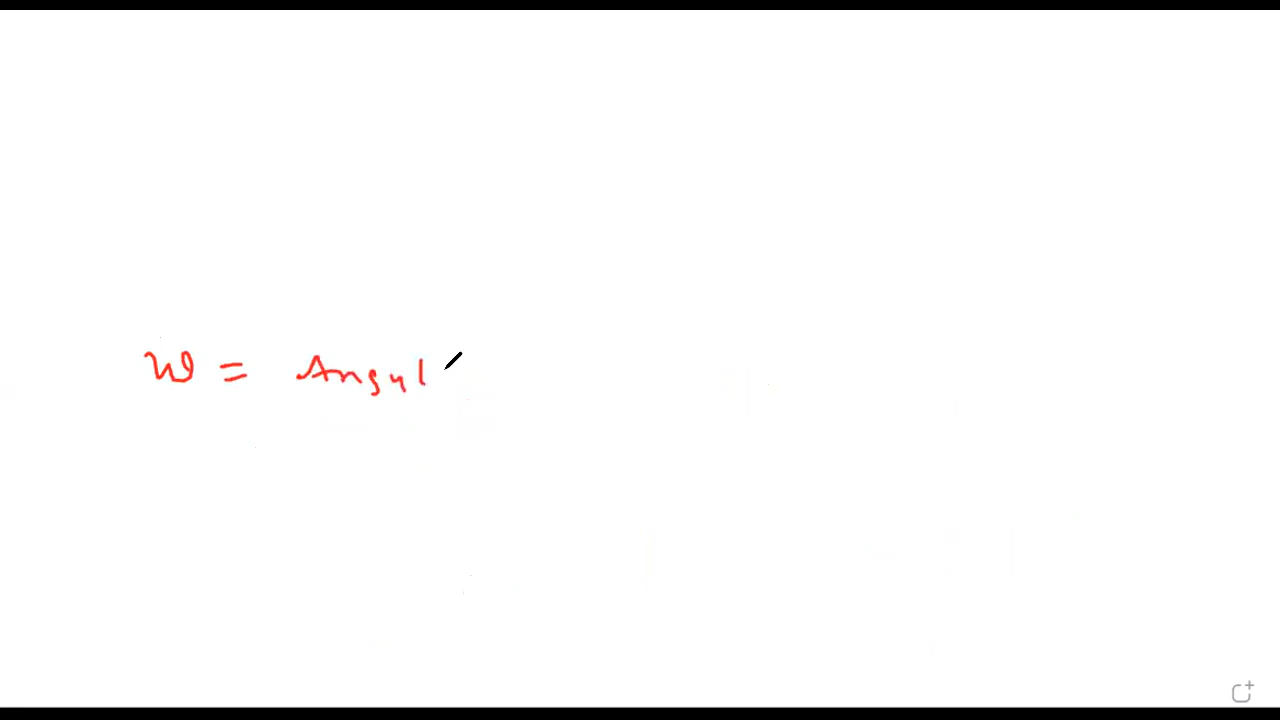 ω = Angul